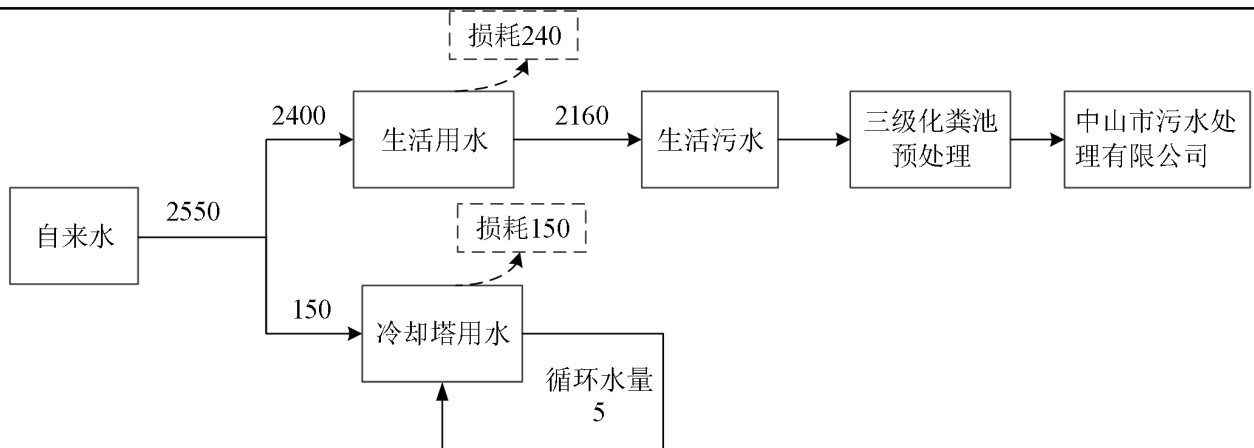 损耗240
2400
生活用水
2160
生活污水
三级化粪池
预处理
中山市污水处
理有限公司
自来水
2550
损耗150
150
冷却塔用水
循环水量
5